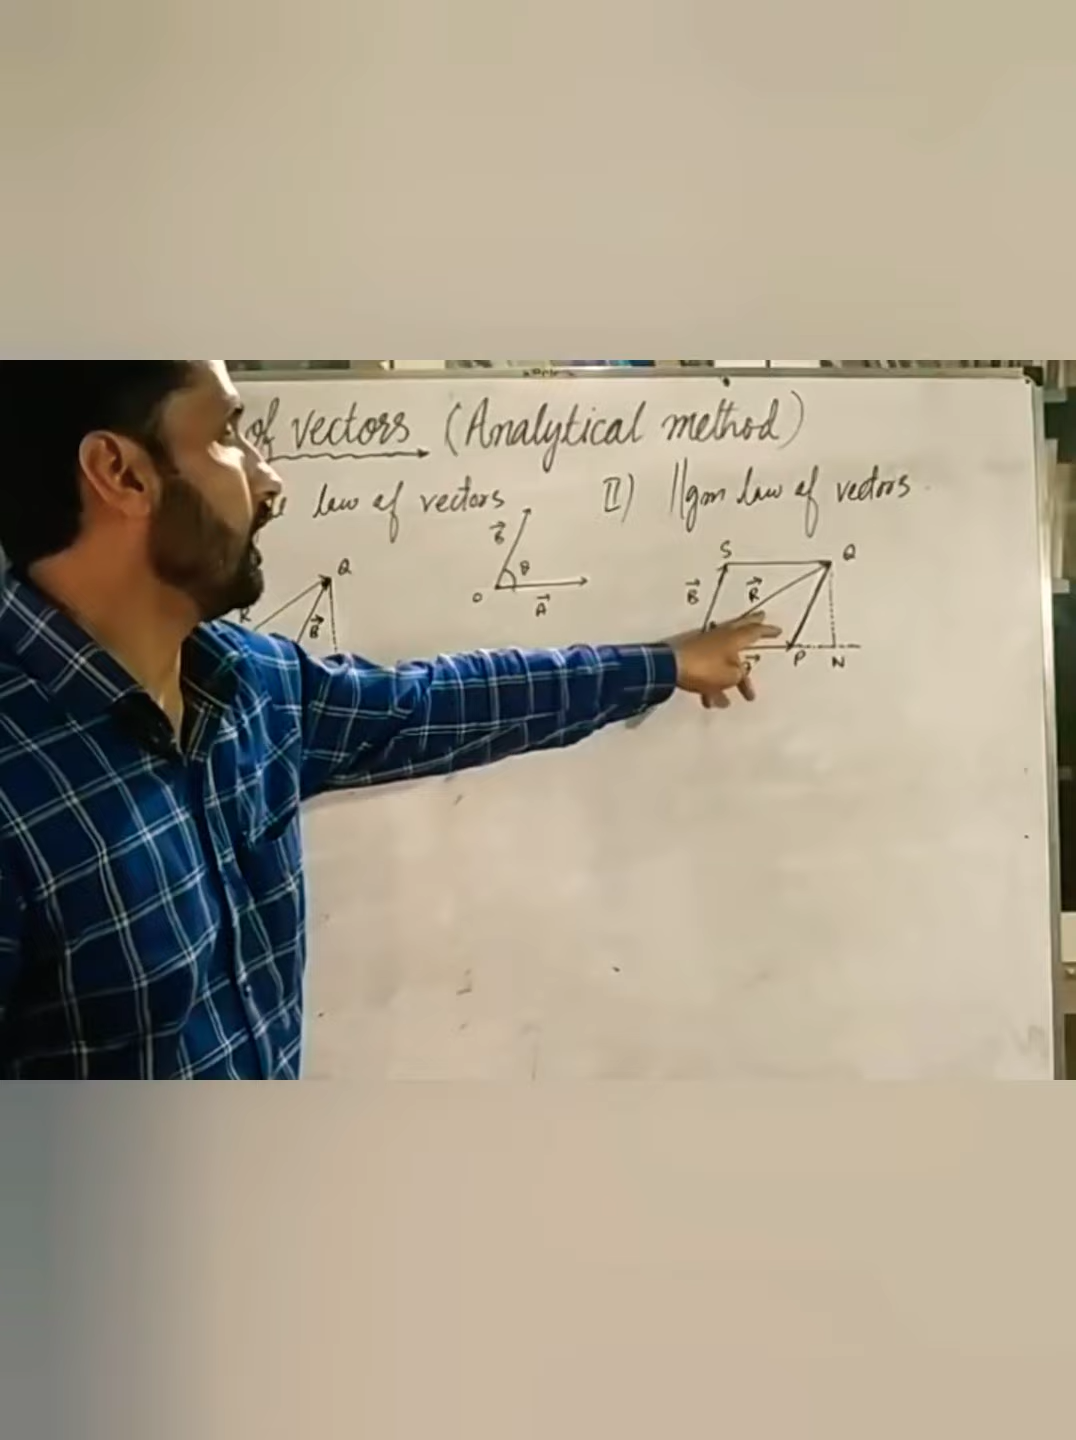 of vectors (Analytical method)
law of vectors
II) ||gm law of vectors
Q
R
B
B
θ
O
A
S
Q
B
R
P
N